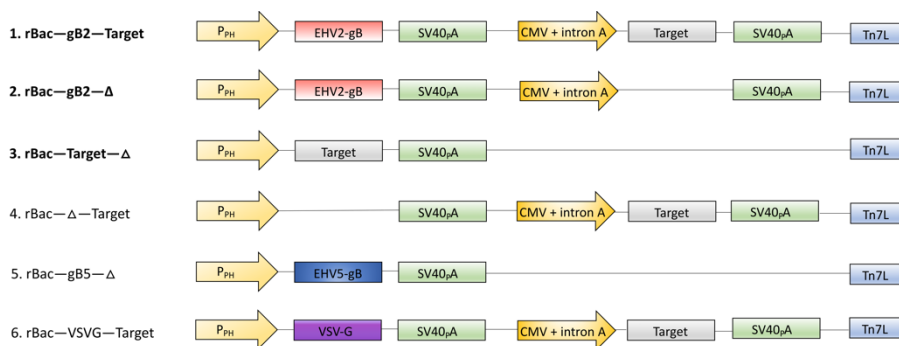 1. rBac—gB2—Target P_PH EHV2-gB SV40_pA CMV + intron A Target SV40_pA Tn7L
2. rBac—gB2—Δ P_PH EHV2-gB SV40_pA CMV + intron A SV40_pA Tn7L
3. rBac—Target—Δ P_PH Target SV40_pA Tn7L
4. rBac—Δ—Target P_PH SV40_pA CMV + intron A Target SV40_pA Tn7L
5. rBac—gB5—Δ P_PH EHV5-gB SV40_pA Tn7L
6. rBac—VSVG—Target P_PH VSV-G SV40_pA CMV + intron A Target SV40_pA Tn7L